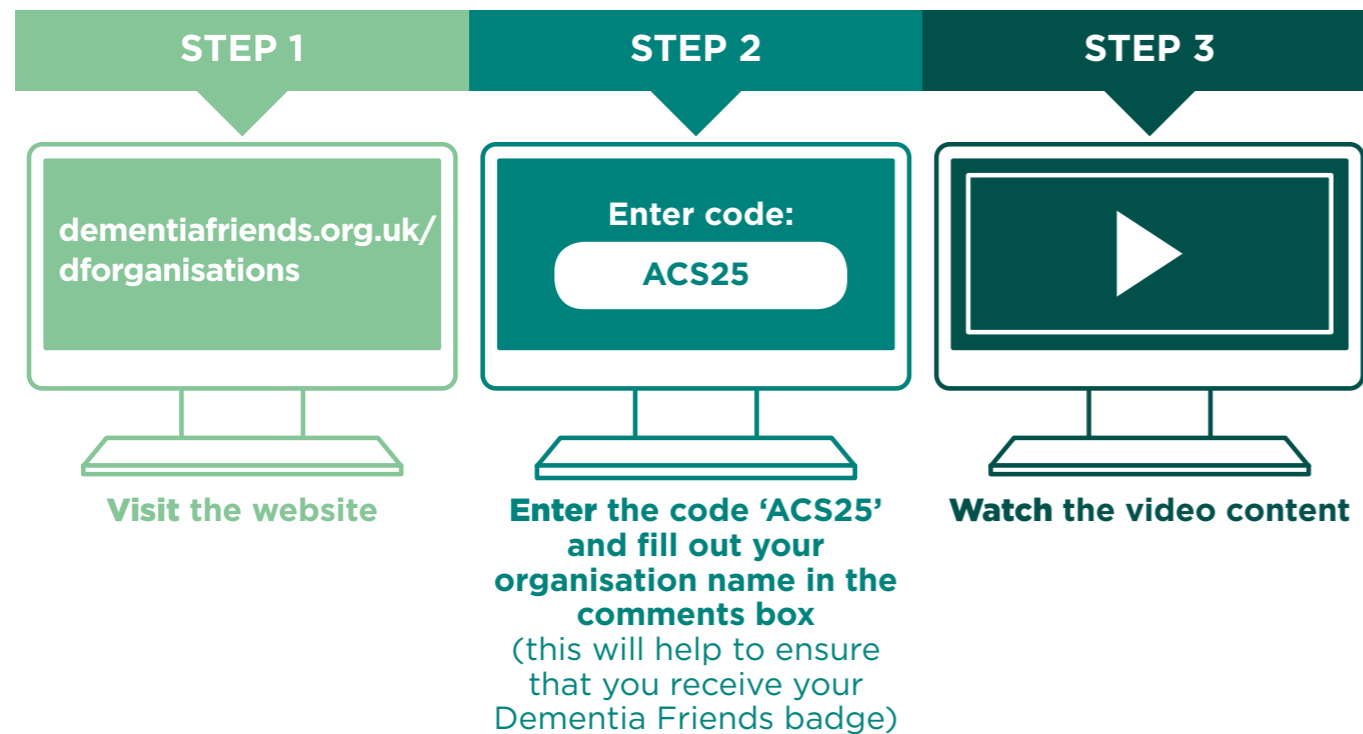 STEP 1
dementiafriends.org.uk/
dforganisations
Visit the website
STEP 2
Enter code:
ACS25
Enter the code ‘ACS25’
and fill out your
organisation name in the
comments box
(this will help to ensure
that you receive your
Dementia Friends badge)
STEP 3
Watch the video content